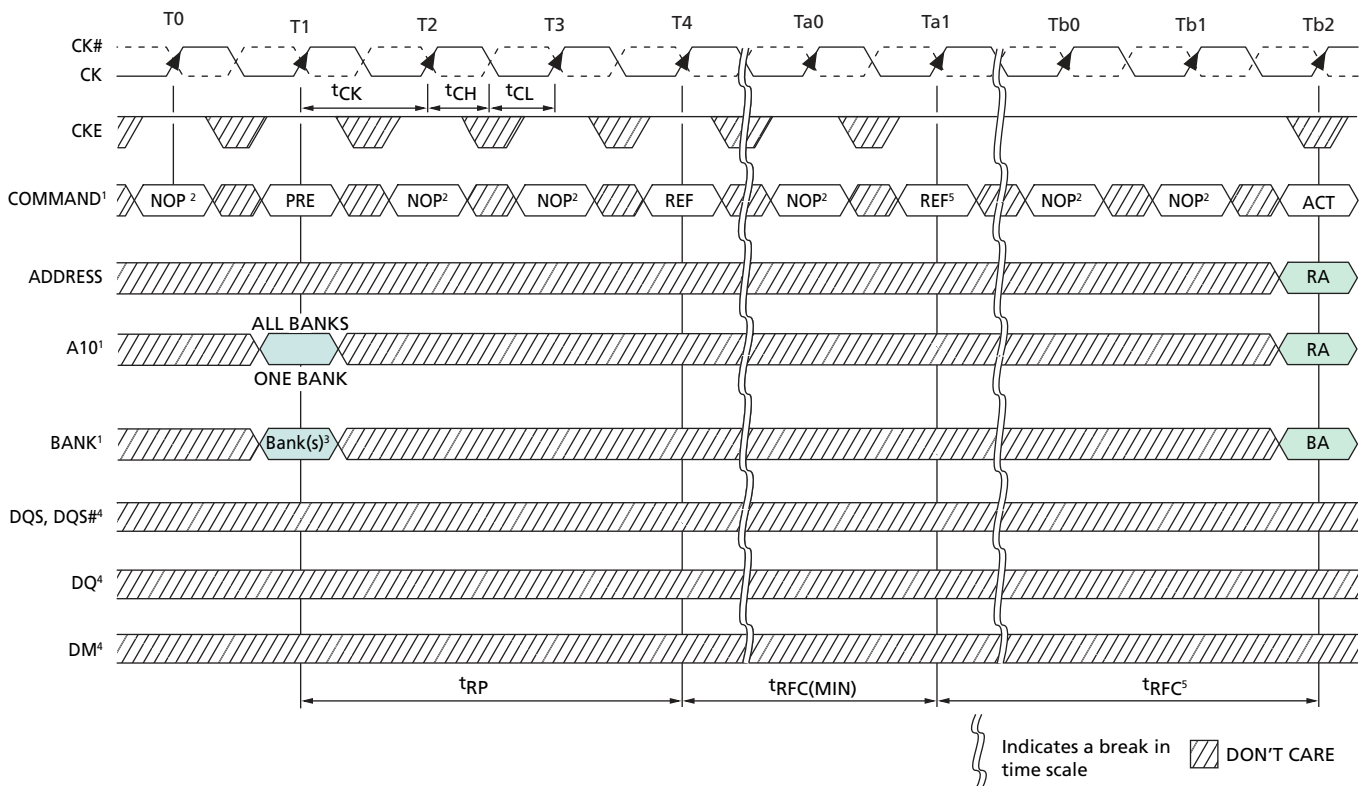 T0 T1 T2 T3 T4 Ta0 Ta1 Tb0 Tb1 Tb2
CK#
CK
tCK tCH tCL
CKE
COMMAND¹ NOP ² PRE NOP² NOP² REF NOP² REF⁵ NOP² NOP² ACT
ADDRESS RA
ALL BANKS
A10¹ RA
ONE BANK
BANK¹ Bank(s)³ BA
DQS, DQS#⁴
DQ⁴
DM⁴
tRP tRFC(MIN) tRFC⁵
Indicates a break in
time scale
DON'T CARE